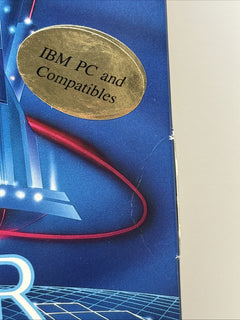 IBM PC and
Compatibles
R